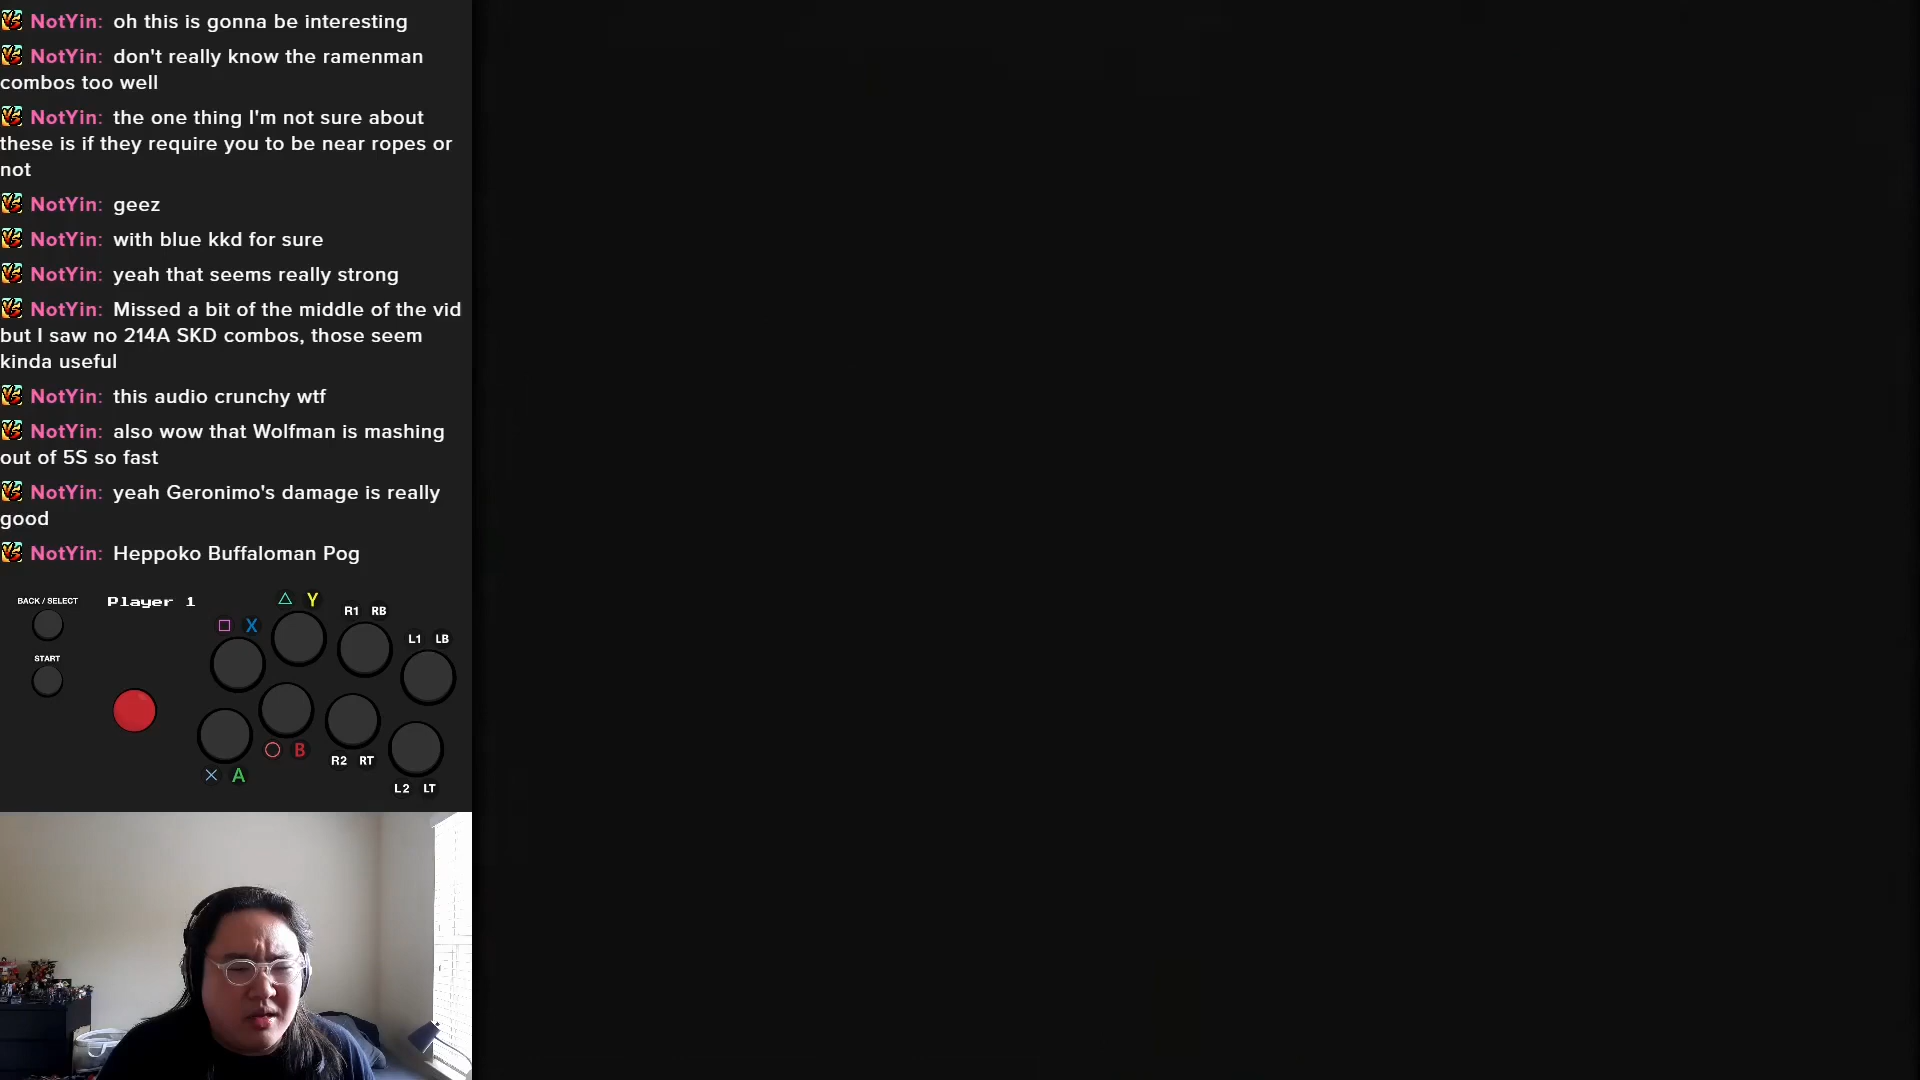 NotYin: oh this is gonna be interesting
NotYin: don't really know the ramenman
combos too well
NotYin: the one thing I'm not sure about
these is if they require you to be near ropes or
not
NotYin: geez
NotYin: with blue kkd for sure
NotYin: yeah that seems really strong
NotYin: Missed a bit of the middle of the vid
but I saw no 214A SKD combos, those seem
kinda useful
NotYin: this audio crunchy wtf
NotYin: also wow that Wolfman is mashing
out of 5S so fast
NotYin: yeah Geronimo's damage is really
good
NotYin: Heppoko Buffaloman Pog
BACK / SELECT
Player 1
Y
R1 RB
X
L1 LB
START
B
R2 RT
A
L2 LT